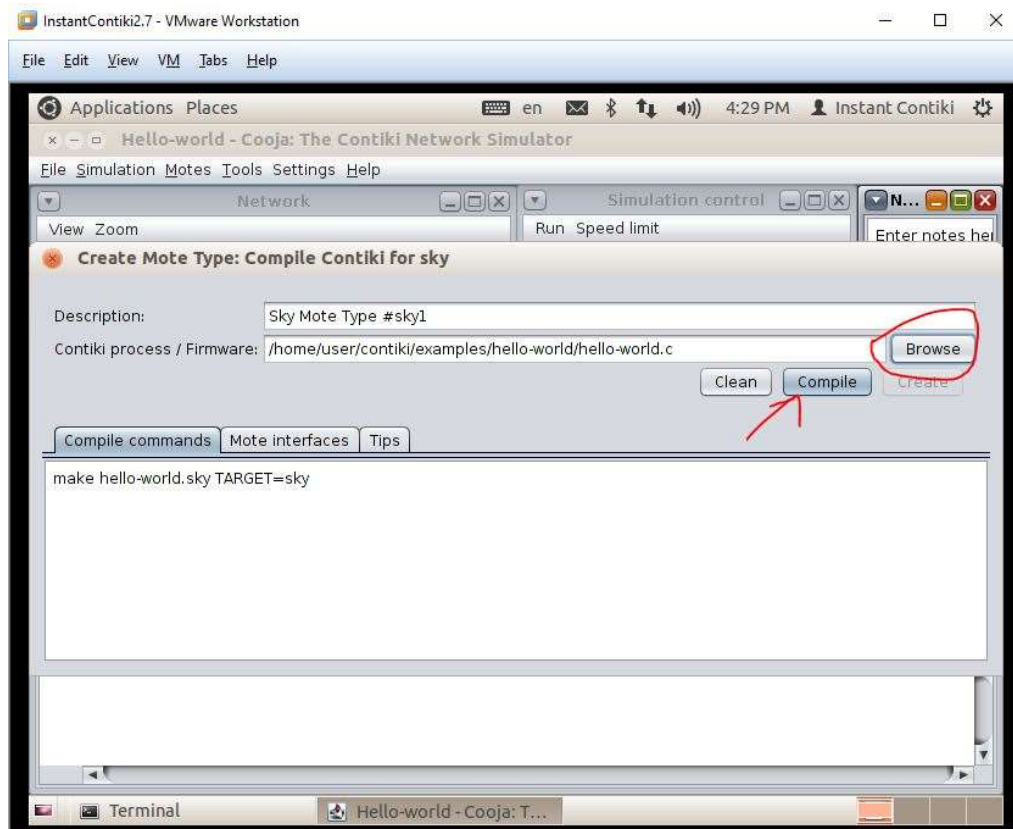 InstantContiki2.7 - VMware Workstation
File Edit View VM Tabs Help
Applications Places en 4:29 PM Instant Contiki
Hello-world - Cooja: The Contiki Network Simulator
File Simulation Motes Tools Settings Help
Network Simulation control N...
View Zoom Run Speed limit Enter notes her
Create Mote Type: Compile Contiki for sky
Description: Sky Mote Type #sky1
Contiki process / Firmware: /home/user/contiki/examples/hello-world/hello-world.c Browse
Clean Compile Create
Compile commands Mote interfaces Tips
make hello-world.sky TARGET=sky
Terminal Hello-world - Cooja: T...